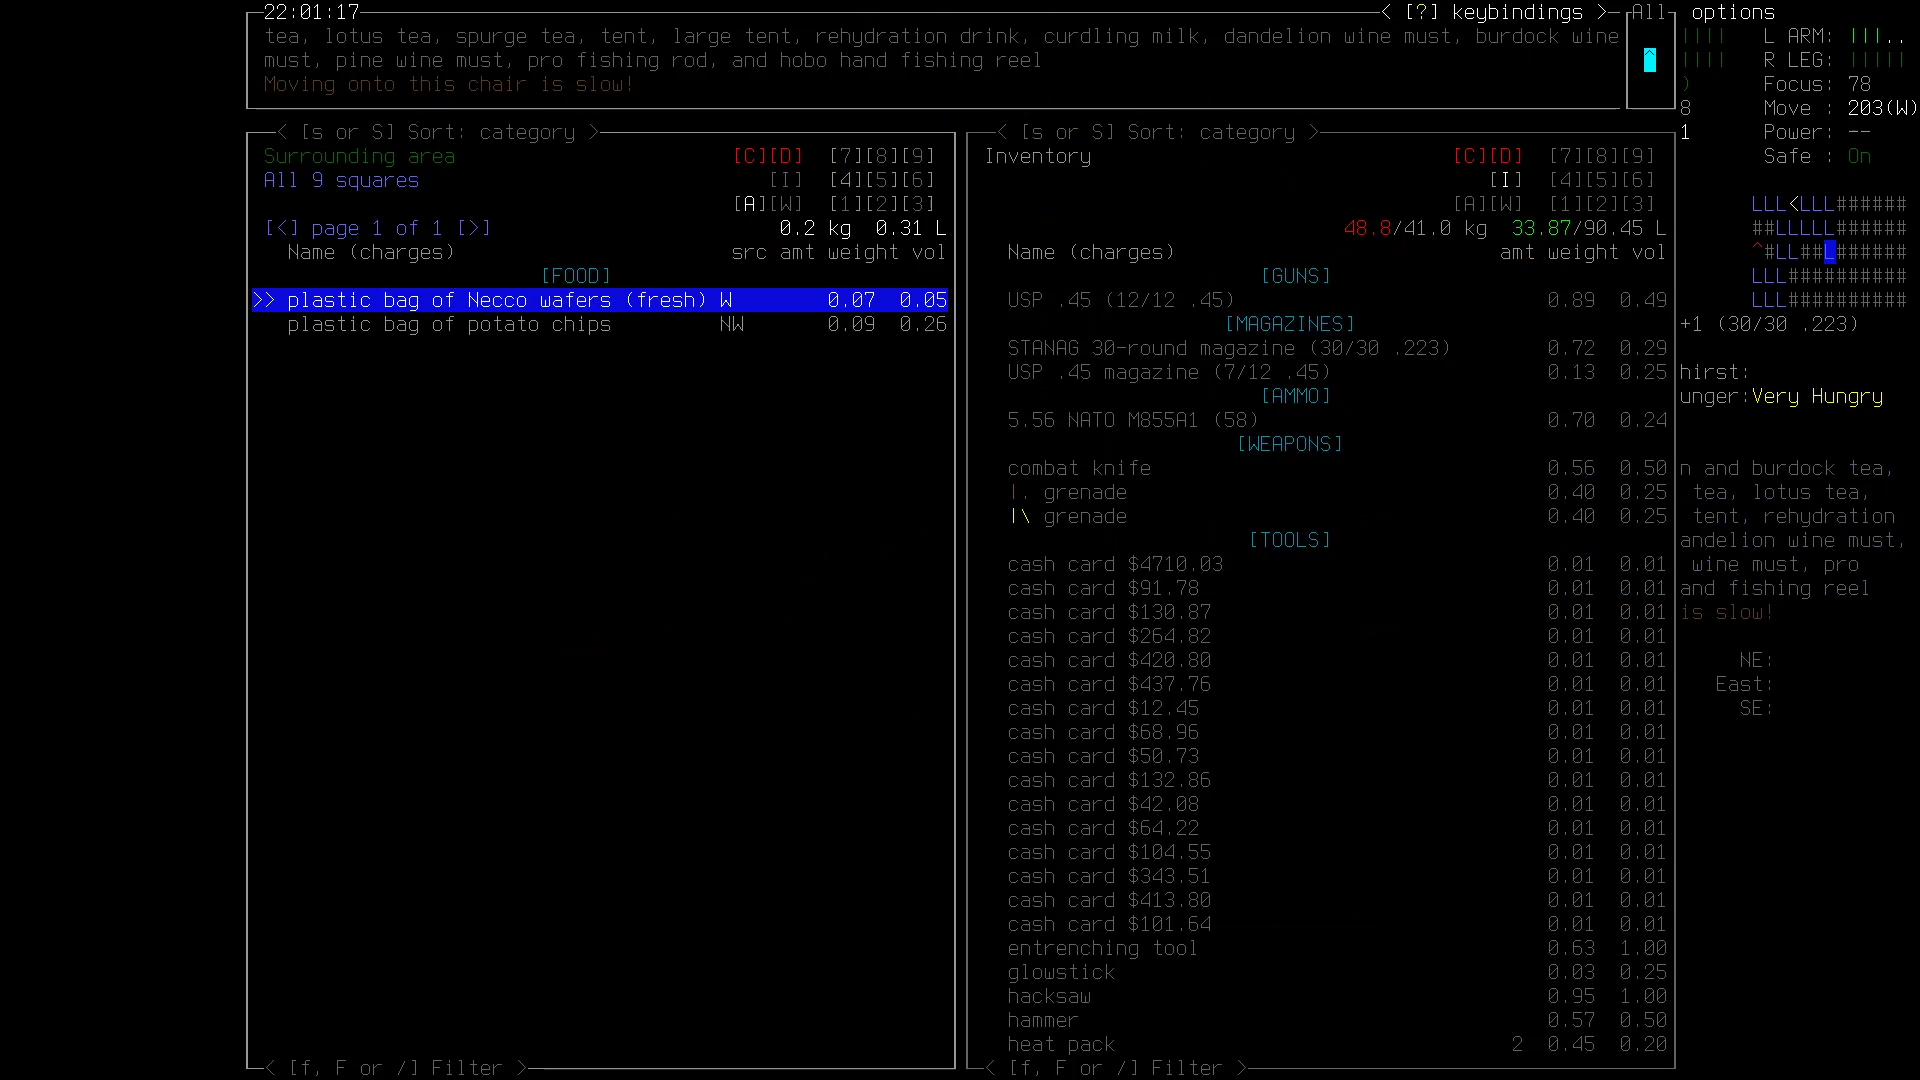 22:01:17 < [?] keybindings > All options
tea, lotus tea, spurge tea, tent, large tent, rehydration drink, curdling milk, dandelion wine must, burdock wine
must, pine wine must, pro fishing rod, and hobo hand fishing reel
Moving onto this chair is slow!
L ARM: |||..
R LEG: |||||
) Focus: 78
8 Move : 203(W)
1 Power: --
Safe : On
< [s or S] Sort: category >
Surrounding area [C][D] [7][8][9]
All 9 squares [I] [4][5][6]
[A][W] [1][2][3]
[<] page 1 of 1 [>] 0.2 kg 0.31 L
Name (charges) src amt weight vol
[FOOD]
>> plastic bag of Necco wafers (fresh) W 0.07 0.05
plastic bag of potato chips NW 0.09 0.26
< [f, F or /] Filter >
< [s or S] Sort: category >
Inventory [C][D] [7][8][9]
[I] [4][5][6]
[A][W] [1][2][3]
48.8/41.0 kg 33.87/90.45 L
Name (charges) amt weight vol
[GUNS]
USP .45 (12/12 .45) 0.89 0.49
[MAGAZINES]
STANAG 30-round magazine (30/30 .223) 0.72 0.29
USP .45 magazine (7/12 .45) 0.13 0.25
[AMMO]
5.56 NATO M855A1 (58) 0.70 0.24
[WEAPONS]
combat knife 0.56 0.50
|. grenade 0.40 0.25
|\ grenade 0.40 0.25
[TOOLS]
cash card $4710.03 0.01 0.01
cash card $91.78 0.01 0.01
cash card $130.87 0.01 0.01
cash card $264.82 0.01 0.01
cash card $420.80 0.01 0.01
cash card $437.76 0.01 0.01
cash card $12.45 0.01 0.01
cash card $68.96 0.01 0.01
cash card $50.73 0.01 0.01
cash card $132.86 0.01 0.01
cash card $42.08 0.01 0.01
cash card $64.22 0.01 0.01
cash card $104.55 0.01 0.01
cash card $343.51 0.01 0.01
cash card $413.80 0.01 0.01
cash card $101.64 0.01 0.01
entrenching tool 0.63 1.00
glowstick 0.03 0.25
hacksaw 0.95 1.00
hammer 0.57 0.50
heat pack 2 0.45 0.20
< [f, F or /] Filter >
LLL<LLL######
##LLLLL######
^#LL##L######
LLL##########
LLL##########
+1 (30/30 .223)
hirst:
unger:Very Hungry
n and burdock tea,
tea, lotus tea,
tent, rehydration
andelion wine must,
wine must, pro
and fishing reel
is slow!
NE:
East:
SE: